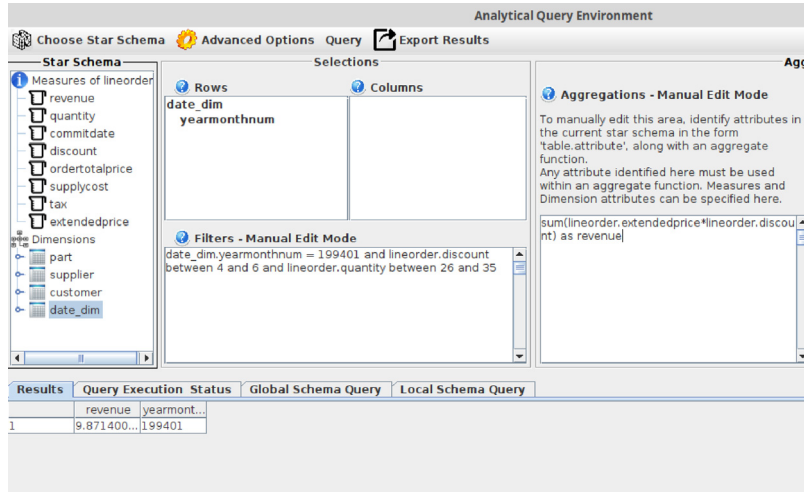 Analytical Query Environment
Choose Star Schema Advanced Options Query Export Results
Star Schema
Measures of lineorder
revenue
quantity
commitdate
discount
ordertotalprice
supplycost
tax
extendedprice
Dimensions
part
supplier
customer
date_dim
Selections
Rows
date_dim
yearmonthnum
Columns
Filters - Manual Edit Mode
date_dim.yearmonthnum = 199401 and lineorder.discount
between 4 and 6 and lineorder.quantity between 26 and 35
Agg
Aggregations - Manual Edit Mode
To manually edit this area, identify attributes in
the current star schema in the form
'table.attribute', along with an aggregate
function.
Any attribute identified here must be used
within an aggregate function. Measures and
Dimension attributes can be specified here.
sum(lineorder.extendedprice*lineorder.discou
nt) as revenue
Results Query Execution Status Global Schema Query Local Schema Query
revenue yearmont...
1 9.871400... 199401